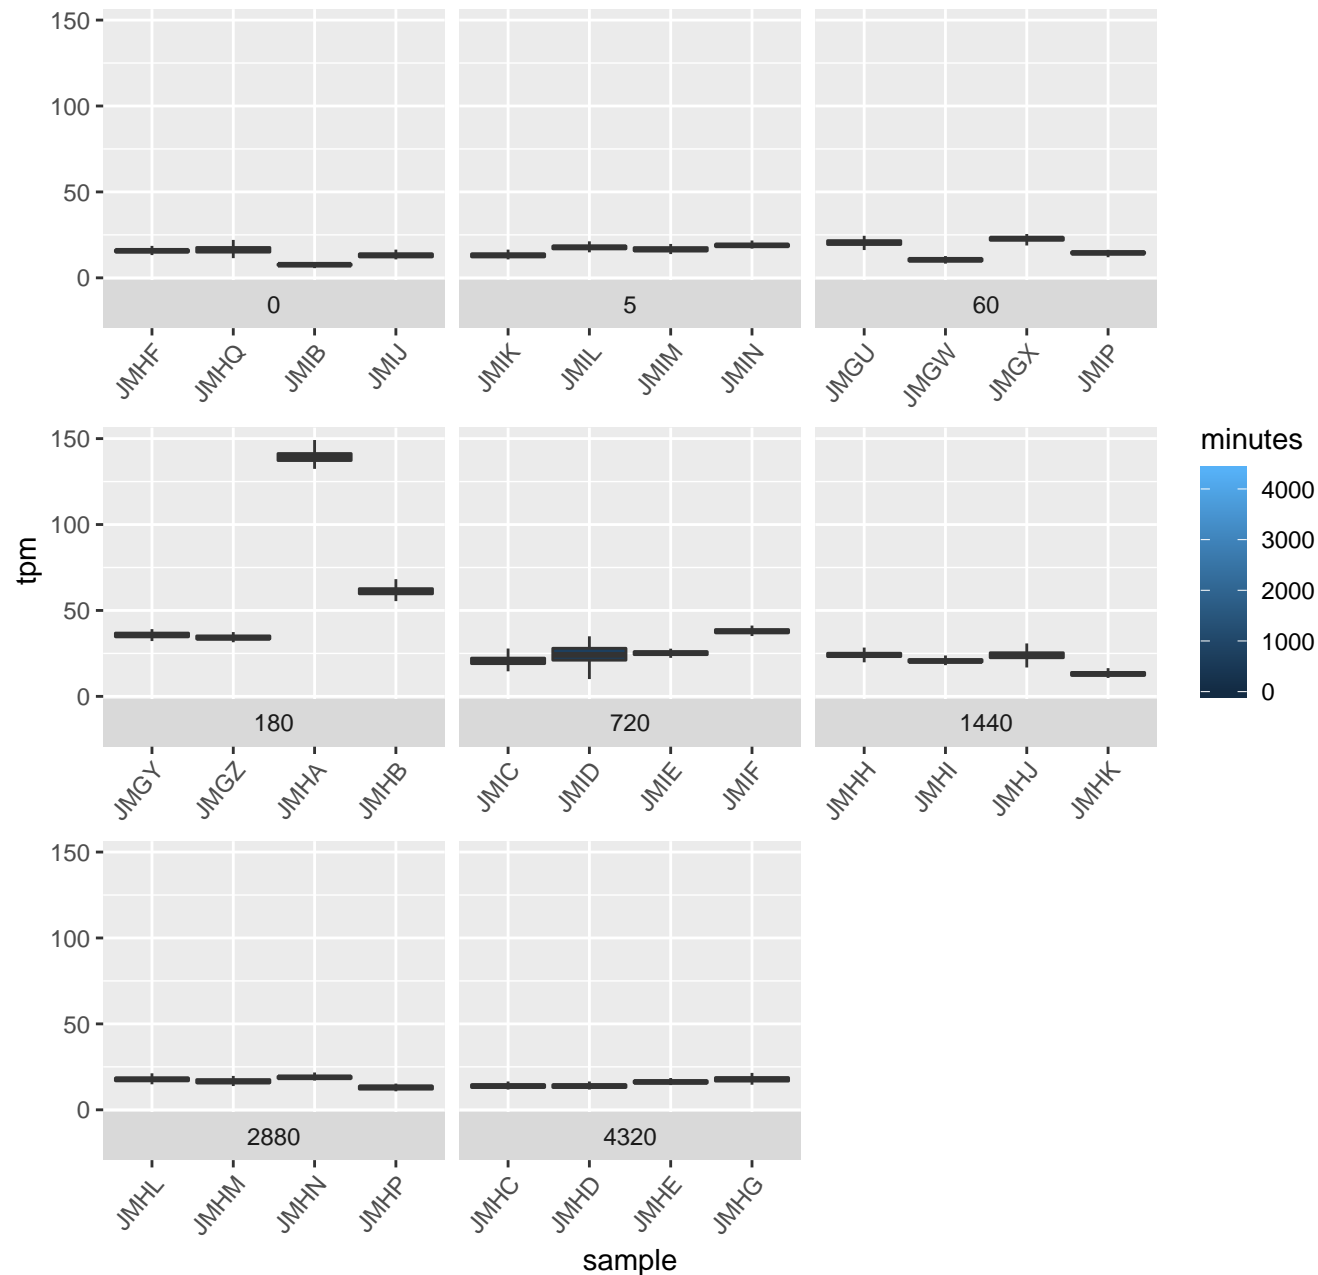 150
100
50
0
0 5 60
JMHF JMHQ JMIB JMIJ JMIK JMIL JMIM JMIN JMGU JMGW JMGX JMIP
150
100
50
0
180 720 1440
JMGY JMGZ JMHA JMHB JMIC JMID JMIE JMIF JMHH JMHI JMHJ JMHK
150
100
50
0
2880 4320
JMHL JMHM JMHN JMHP JMHC JMHD JMHE JMHG
sample
tpm
minutes
4000
3000
2000
1000
0